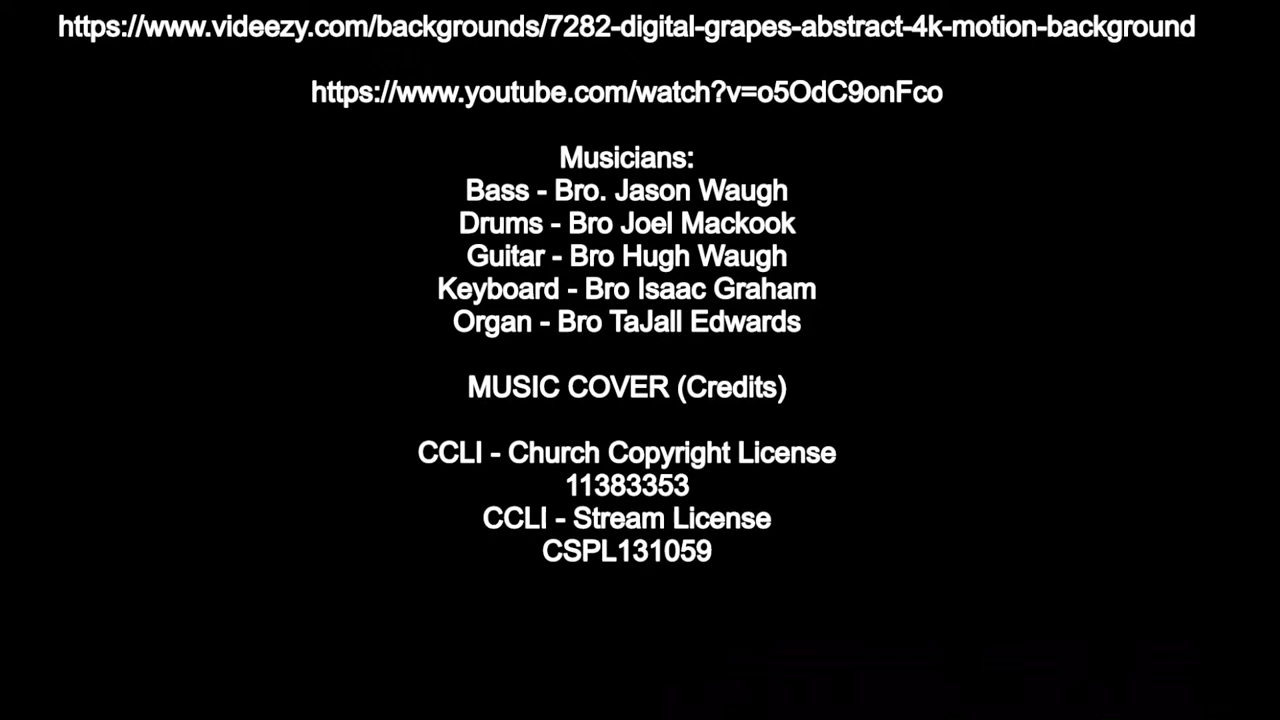 https://www.videezy.com/backgrounds/7282-digital-grapes-abstract-4k-motion-background
https://www.youtube.com/watch?v=o5OdC9onFco
Musicians:
Bass - Bro. Jason Waugh
Drums - Bro Joel Mackook
Guitar - Bro Hugh Waugh
Keyboard - Bro Isaac Graham
Organ - Bro TaJall Edwards
MUSIC COVER (Credits)
CCLI - Church Copyright License
11383353
CCLI - Stream License
CSPL131059